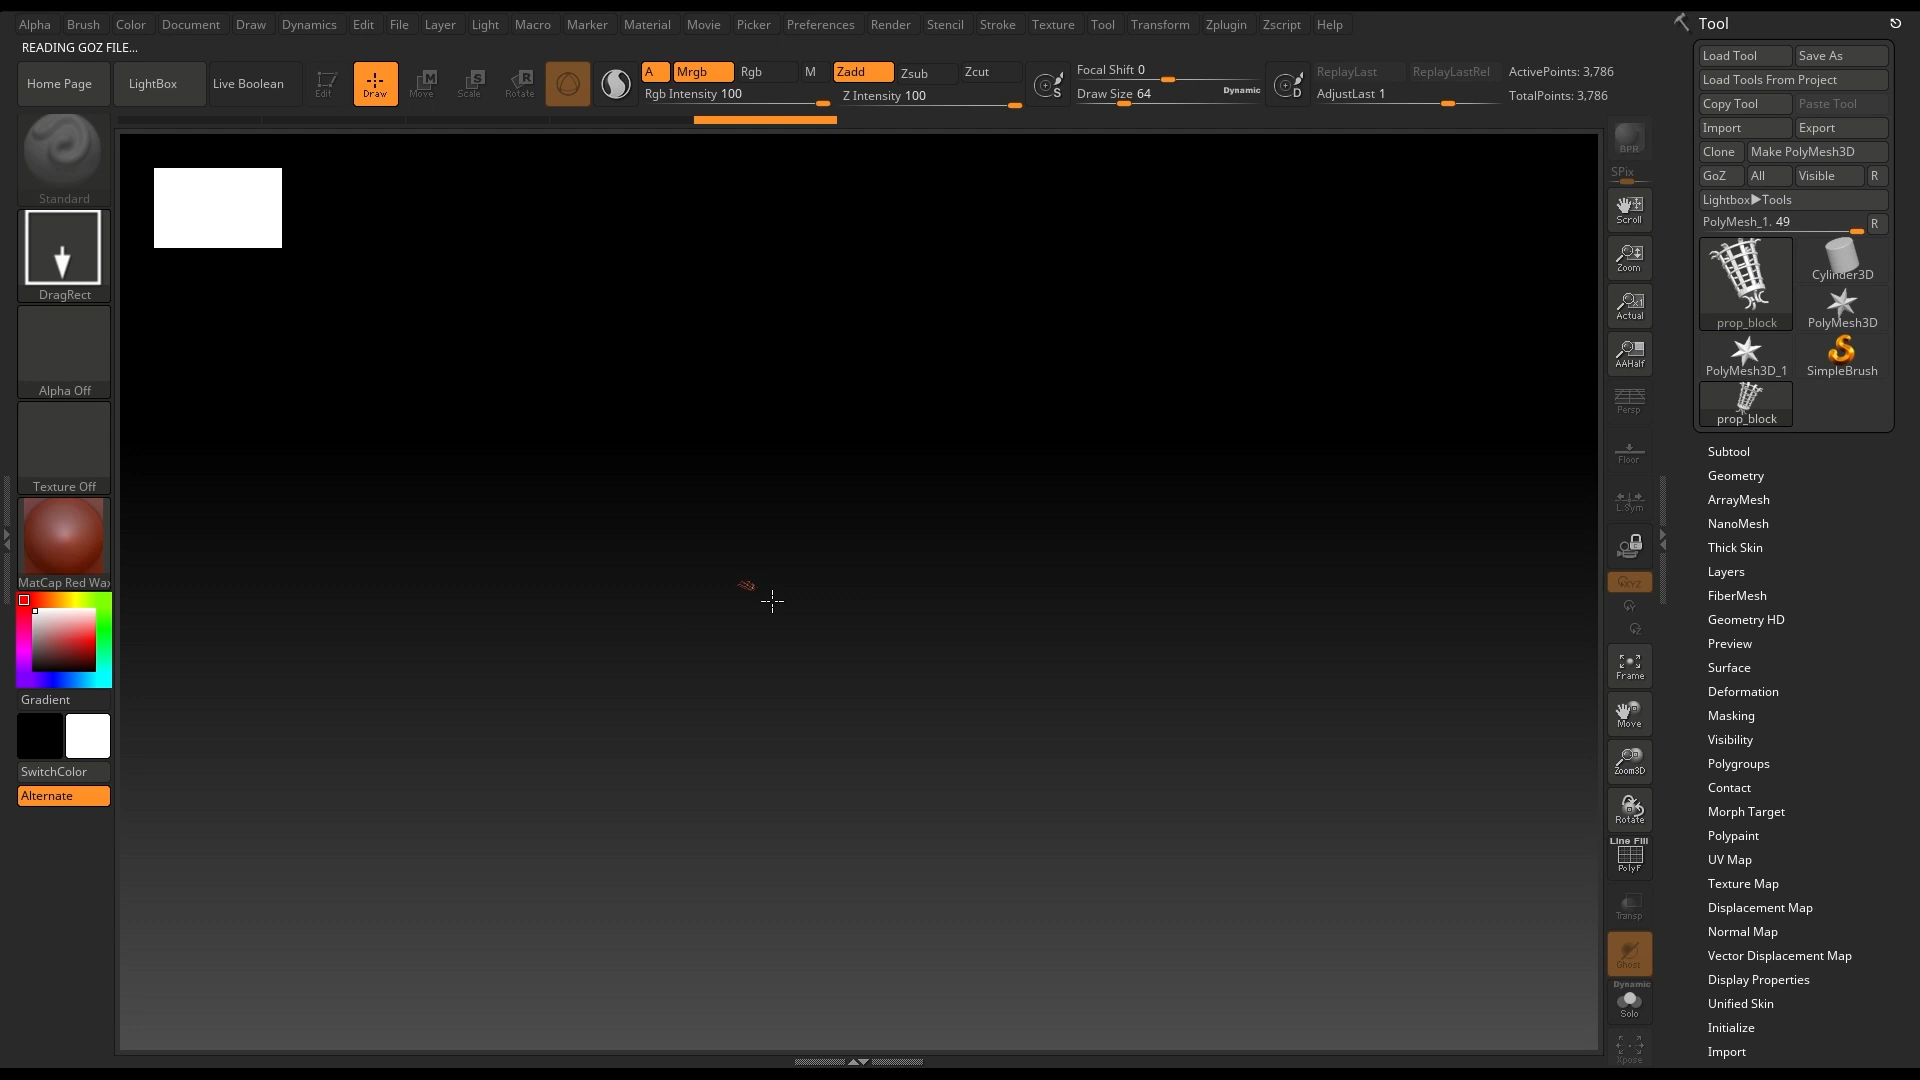 Alpha Brush Color Document Draw Dynamics Edit File Layer Light Macro Marker Material Movie Picker Preferences Render Stencil Stroke Texture Tool Transform Zplugin Zscript Help
Tool
READING GOZ FILE...
Home Page LightBox Live Boolean
Edit Draw Move Scale Rotate
M S R
A Mrgb Rgb M Zadd Zsub Zcut
Rgb Intensity 100 Z Intensity 100
S
Focal Shift 0
Draw Size 64 Dynamic
D
ReplayLast ReplayLastRel
AdjustLast 1
ActivePoints: 3,786
TotalPoints: 3,786
Standard
DragRect
Alpha Off
Texture Off
MatCap Red Wax
Gradient
SwitchColor
Alternate
BPR
SPix
Scroll
Zoom
Actual
AAHalf
Persp
Floor
L.Sym
XYZ
Y
Z
Frame
Move
Zoom3D
Rotate
Line Fill
PolyF
Transp
Ghost
Dynamic
Solo
Xpose
Load Tool Save As
Load Tools From Project
Copy Tool Paste Tool
Import Export
Clone Make PolyMesh3D
GoZ All Visible R
Lightbox▶Tools
PolyMesh_1. 49 R
prop_block
Cylinder3D
PolyMesh3D
PolyMesh3D_1
SimpleBrush
prop_block
Subtool
Geometry
ArrayMesh
NanoMesh
Thick Skin
Layers
FiberMesh
Geometry HD
Preview
Surface
Deformation
Masking
Visibility
Polygroups
Contact
Morph Target
Polypaint
UV Map
Texture Map
Displacement Map
Normal Map
Vector Displacement Map
Display Properties
Unified Skin
Initialize
Import